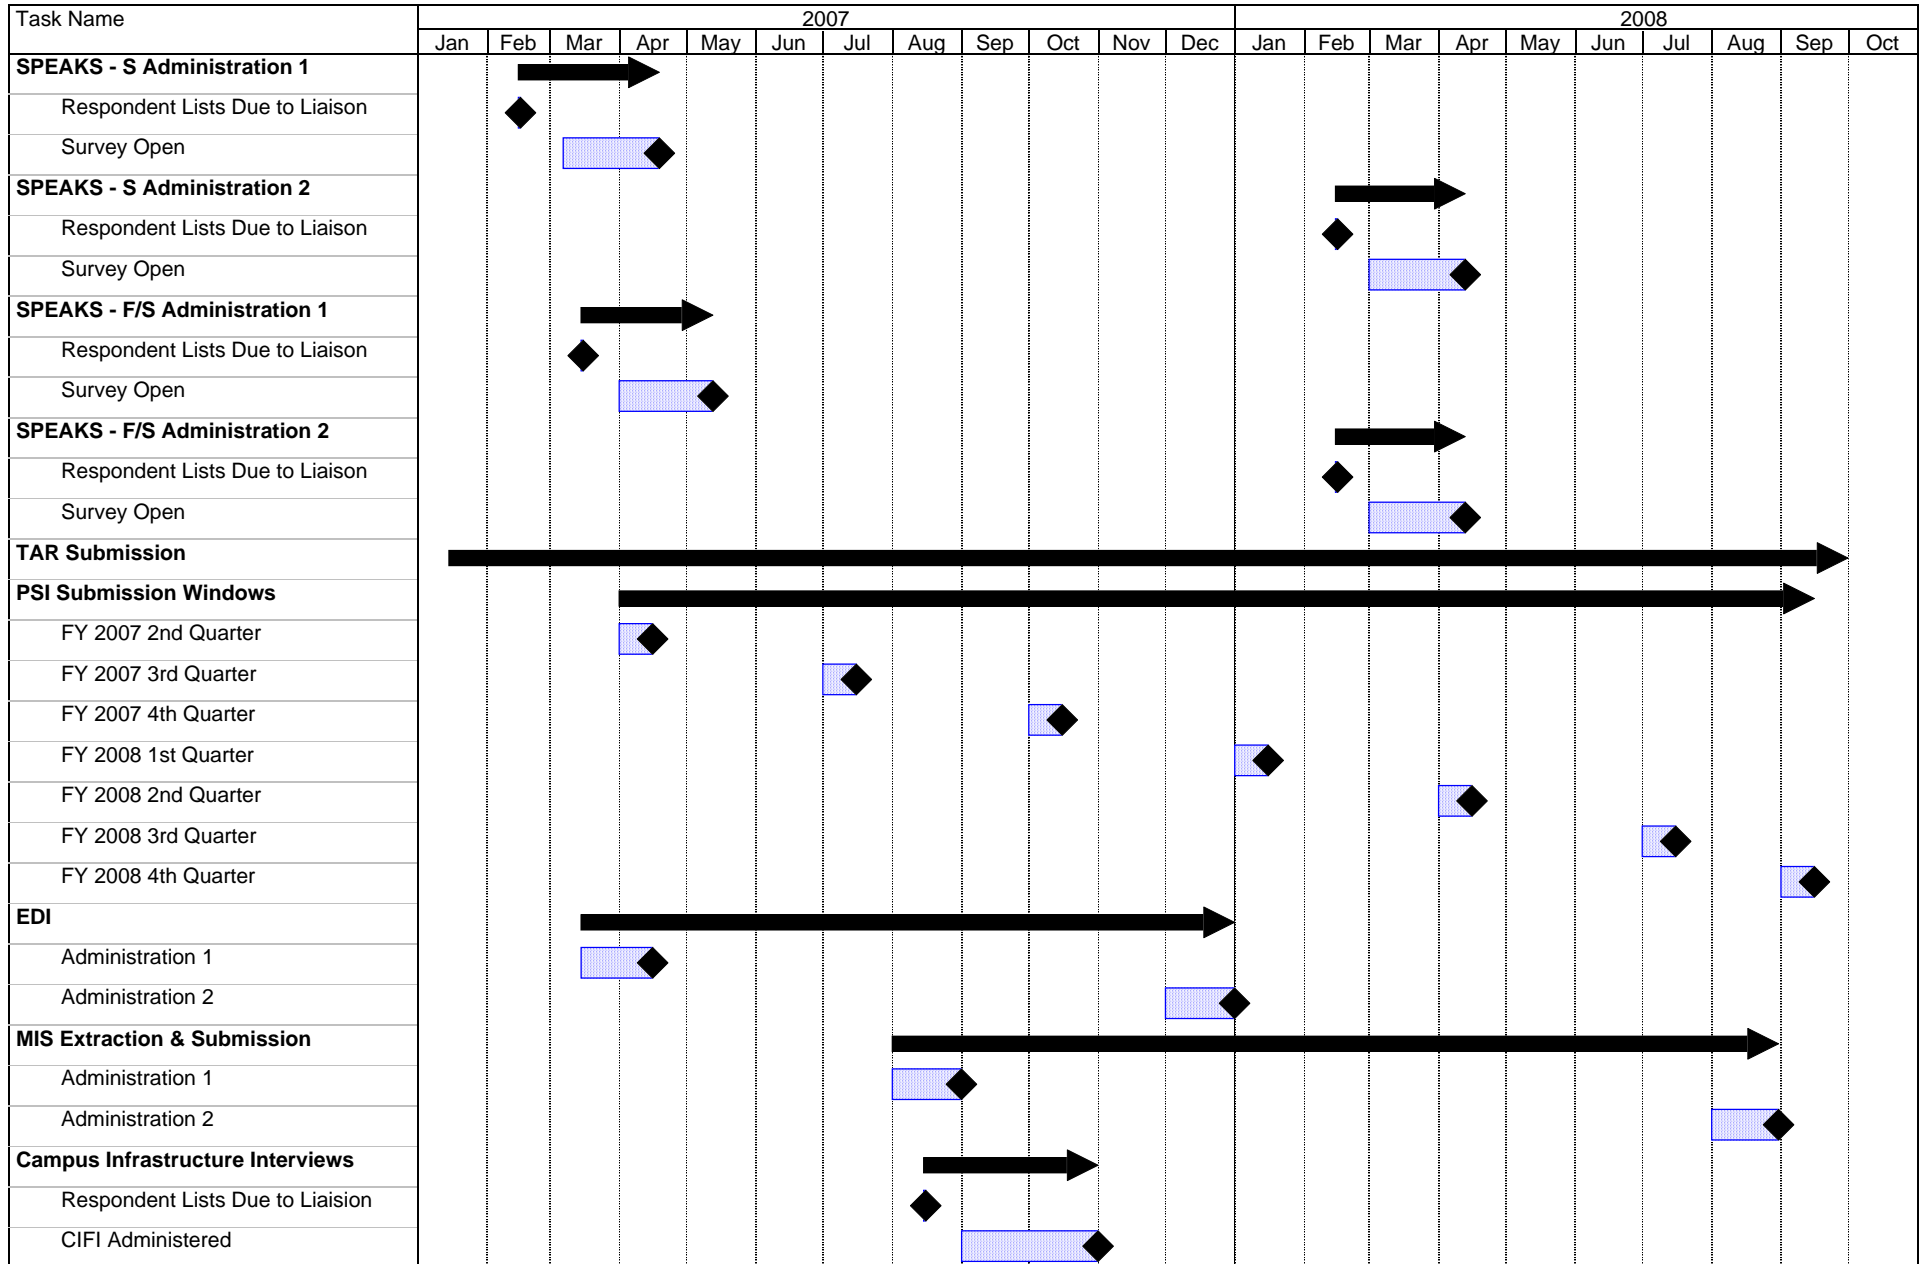 Task Name
2007 2008
Jan Feb Mar Apr May Jun Jul Aug Sep Oct Nov Dec Jan Feb Mar Apr May Jun Jul Aug Sep Oct
SPEAKS - S Administration 1
Respondent Lists Due to Liaison
Survey Open
SPEAKS - S Administration 2
Respondent Lists Due to Liaison
Survey Open
SPEAKS - F/S Administration 1
Respondent Lists Due to Liaison
Survey Open
SPEAKS - F/S Administration 2
Respondent Lists Due to Liaison
Survey Open
TAR Submission
PSI Submission Windows
FY 2007 2nd Quarter
FY 2007 3rd Quarter
FY 2007 4th Quarter
FY 2008 1st Quarter
FY 2008 2nd Quarter
FY 2008 3rd Quarter
FY 2008 4th Quarter
EDI
Administration 1
Administration 2
MIS Extraction & Submission
Administration 1
Administration 2
Campus Infrastructure Interviews
Respondent Lists Due to Liaision
CIFI Administered